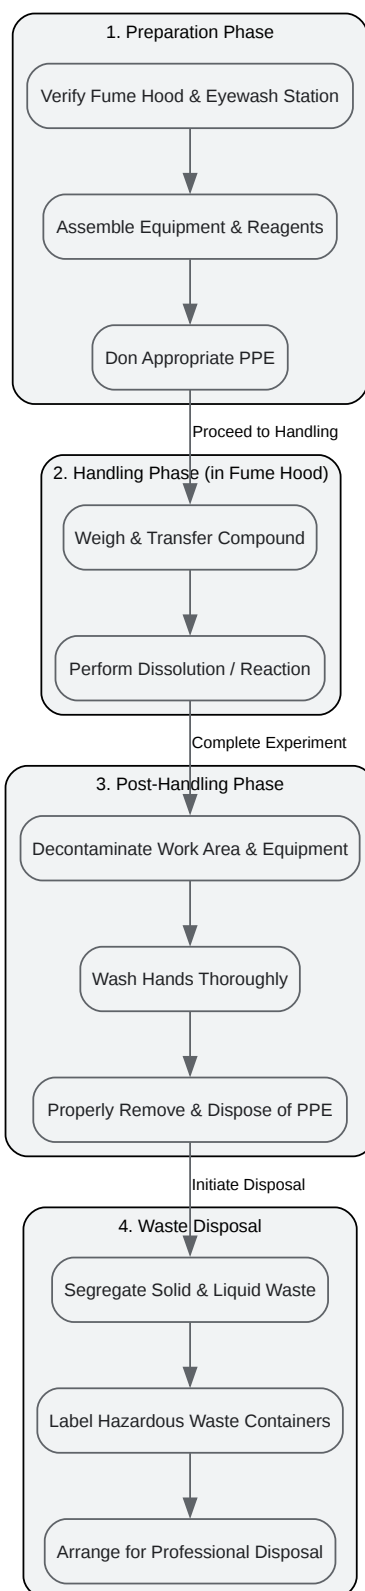 1. Preparation Phase
Verify Fume Hood & Eyewash Station
Assemble Equipment & Reagents
Don Appropriate PPE
Proceed to Handling
2. Handling Phase (in Fume Hood)
Weigh & Transfer Compound
Perform Dissolution / Reaction
Complete Experiment
3. Post-Handling Phase
Decontaminate Work Area & Equipment
Wash Hands Thoroughly
Properly Remove & Dispose of PPE
Initiate Disposal
4. Waste Disposal
Segregate Solid & Liquid Waste
Label Hazardous Waste Containers
Arrange for Professional Disposal